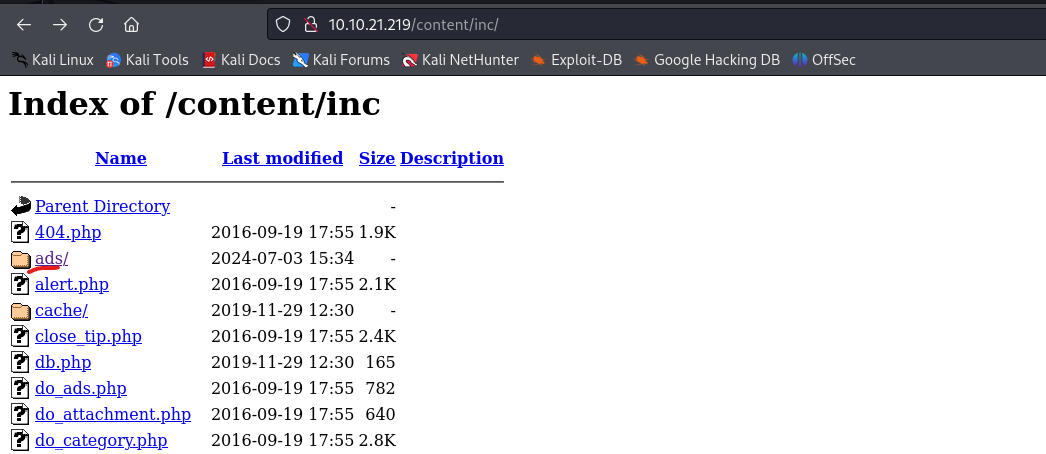 10.10.21.219/content/inc/
Kali Linux Kali Tools Kali Docs Kali Forums Kali NetHunter Exploit-DB Google Hacking DB OffSec
Index of /content/inc
Name Last modified Size Description
Parent Directory -
404.php 2016-09-19 17:55 1.9K
ads/ 2024-07-03 15:34 -
alert.php 2016-09-19 17:55 2.1K
cache/ 2019-11-29 12:30 -
close_tip.php 2016-09-19 17:55 2.4K
db.php 2019-11-29 12:30 165
do_ads.php 2016-09-19 17:55 782
do_attachment.php 2016-09-19 17:55 640
do_category.php 2016-09-19 17:55 2.8K